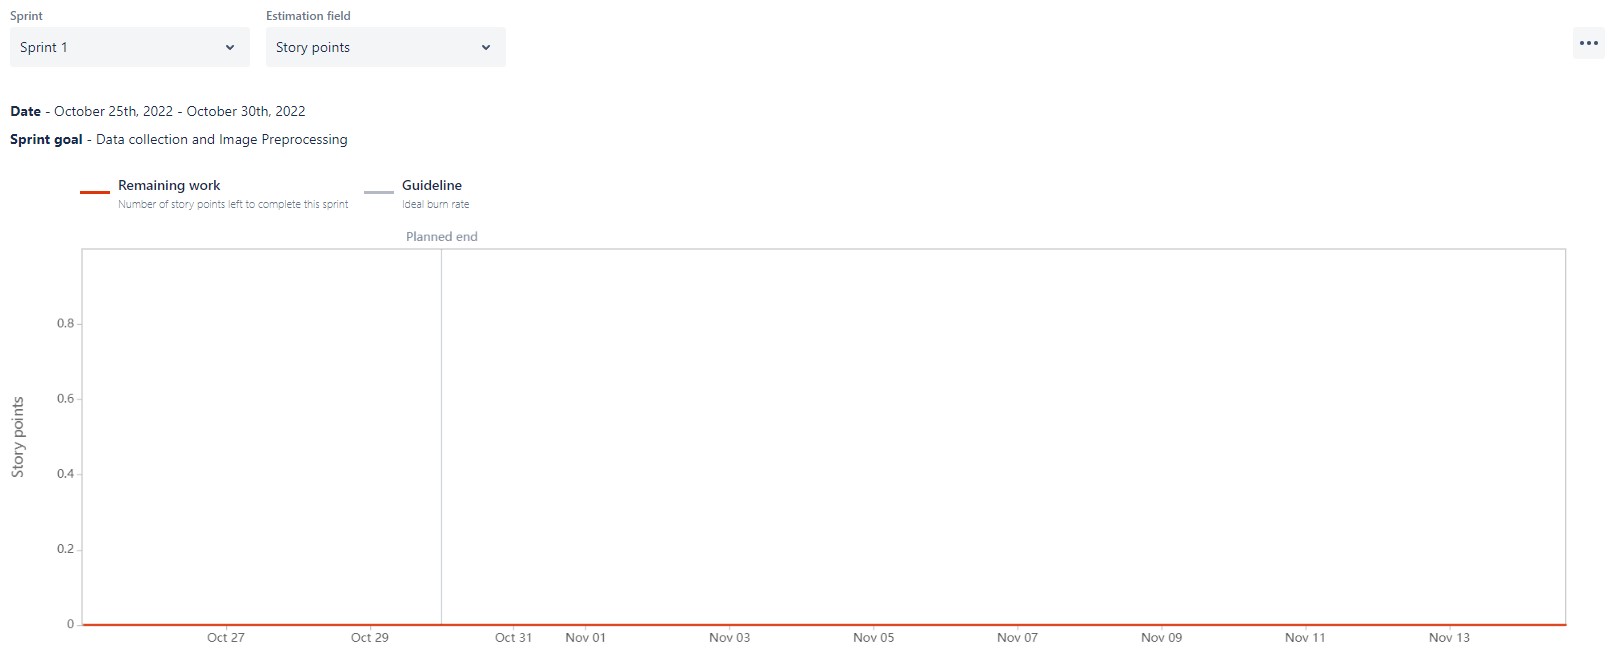 Sprint
Estimation field
Sprint 1
Story points
Date - October 25th, 2022 - October 30th, 2022
Sprint goal - Data collection and Image Preprocessing
Remaining work
Number of story points left to complete this sprint
Guideline
Ideal burn rate
Planned end
Story points
0.8
0.6
0.4
0.2
0
Oct 27
Oct 29
Oct 31
Nov 01
Nov 03
Nov 05
Nov 07
Nov 09
Nov 11
Nov 13